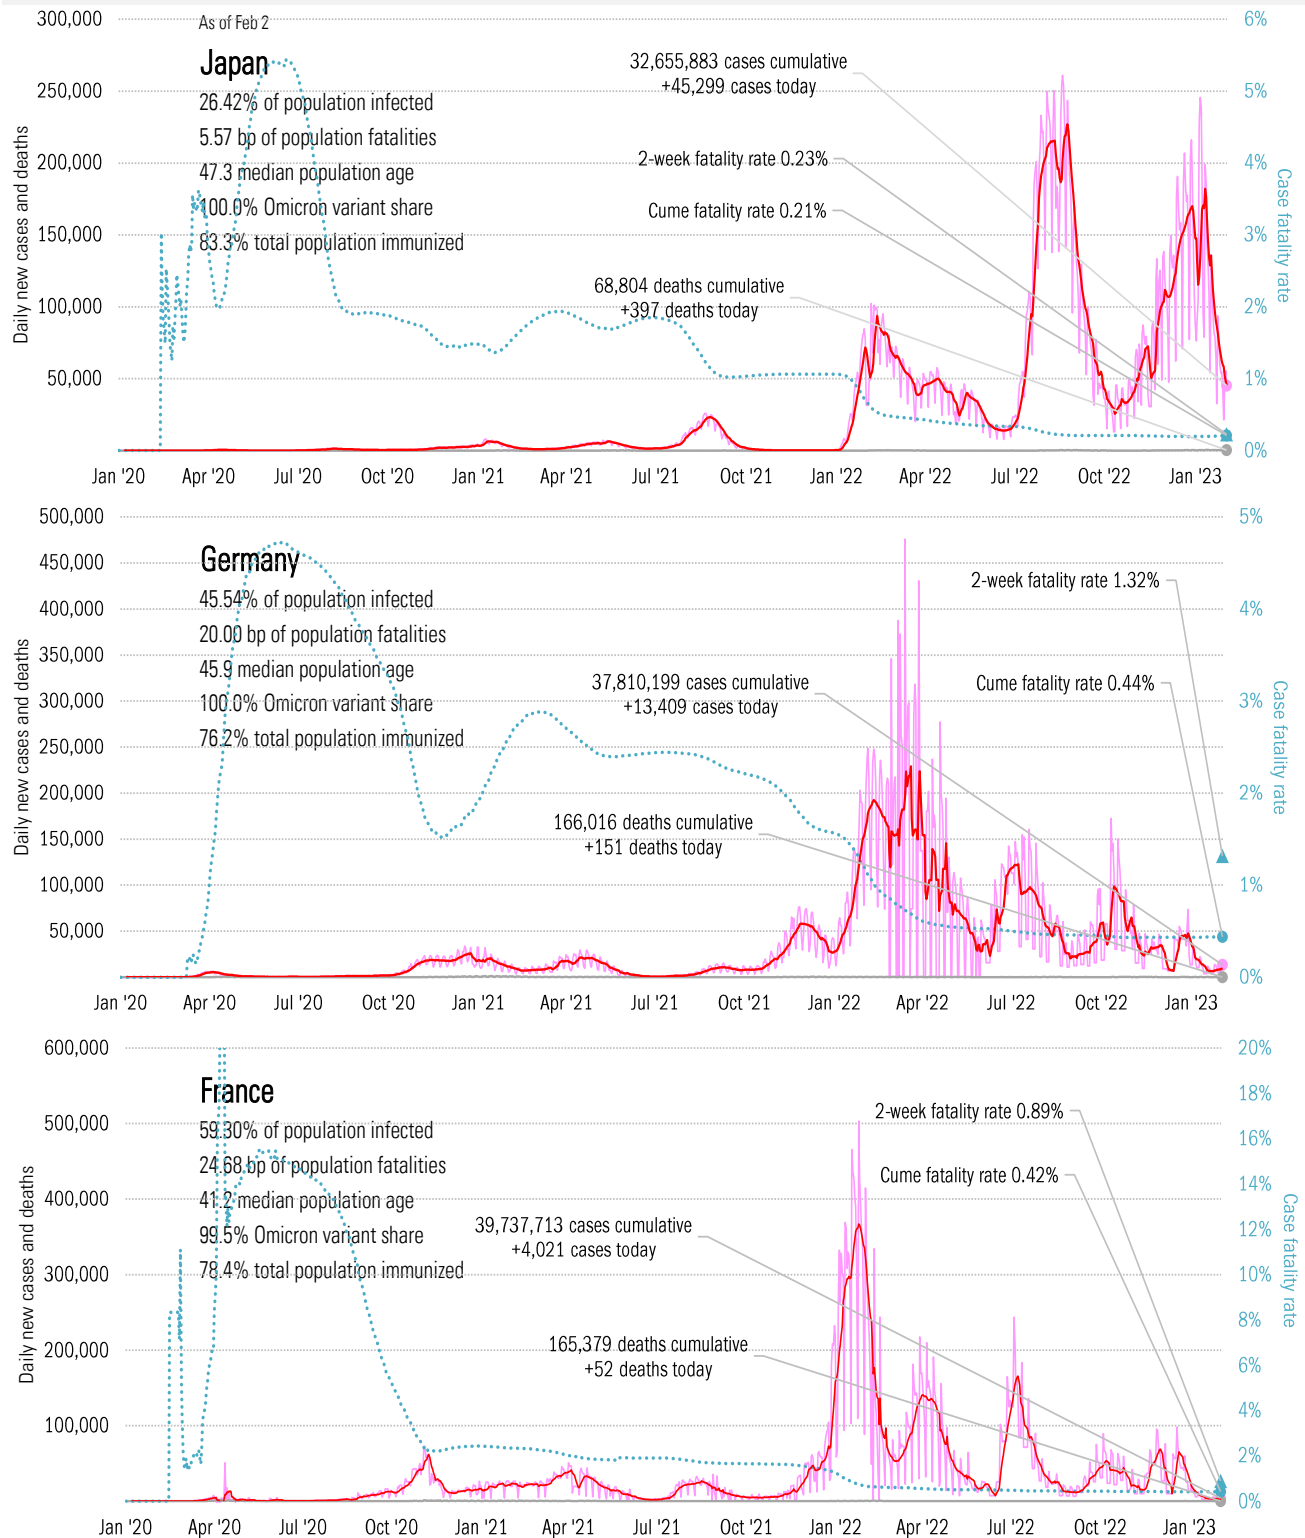 300,000
As of Feb 2
6%
Japan
32,655,883 cases cumulative
+45,299 cases today
250,000
5%
26.42% of population infected
5.57 bp of population fatalities
2-week fatality rate 0.23%
200,000
4%
47.3 median population age
100.0% Omicron variant share
Cume fatality rate 0.21%
150,000
3%
83.3% total population immunized
Daily new cases and deaths
Case fatality rate
68,804 deaths cumulative
+397 deaths today
100,000
2%
50,000
1%
0%
Jan '20 Apr '20 Jul '20 Oct '20 Jan '21 Apr '21 Jul '21 Oct '21 Jan '22 Apr '22 Jul '22 Oct '22 Jan '23
500,000
5%
Germany
450,000
2-week fatality rate 1.32%
45.54% of population infected
400,000
4%
20.00 bp of population fatalities
350,000
45.9 median population age
37,810,199 cases cumulative
+13,409 cases today
Cume fatality rate 0.44%
100.0% Omicron variant share
300,000
3%
76.2% total population immunized
250,000
Daily new cases and deaths
Case fatality rate
200,000
2%
166,016 deaths cumulative
+151 deaths today
150,000
100,000
1%
50,000
0%
Jan '20 Apr '20 Jul '20 Oct '20 Jan '21 Apr '21 Jul '21 Oct '21 Jan '22 Apr '22 Jul '22 Oct '22 Jan '23
600,000
20%
France
18%
2-week fatality rate 0.89%
500,000
59.30% of population infected
16%
24.68 bp of population fatalities
Cume fatality rate 0.42%
400,000
41.2 median population age
14%
39,737,713 cases cumulative
+4,021 cases today
99.5% Omicron variant share
12%
78.4% total population immunized
300,000
10%
Daily new cases and deaths
Case fatality rate
8%
165,379 deaths cumulative
+52 deaths today
200,000
6%
100,000
4%
2%
0%
Jan '20 Apr '20 Jul '20 Oct '20 Jan '21 Apr '21 Jul '21 Oct '21 Jan '22 Apr '22 Jul '22 Oct '22 Jan '23